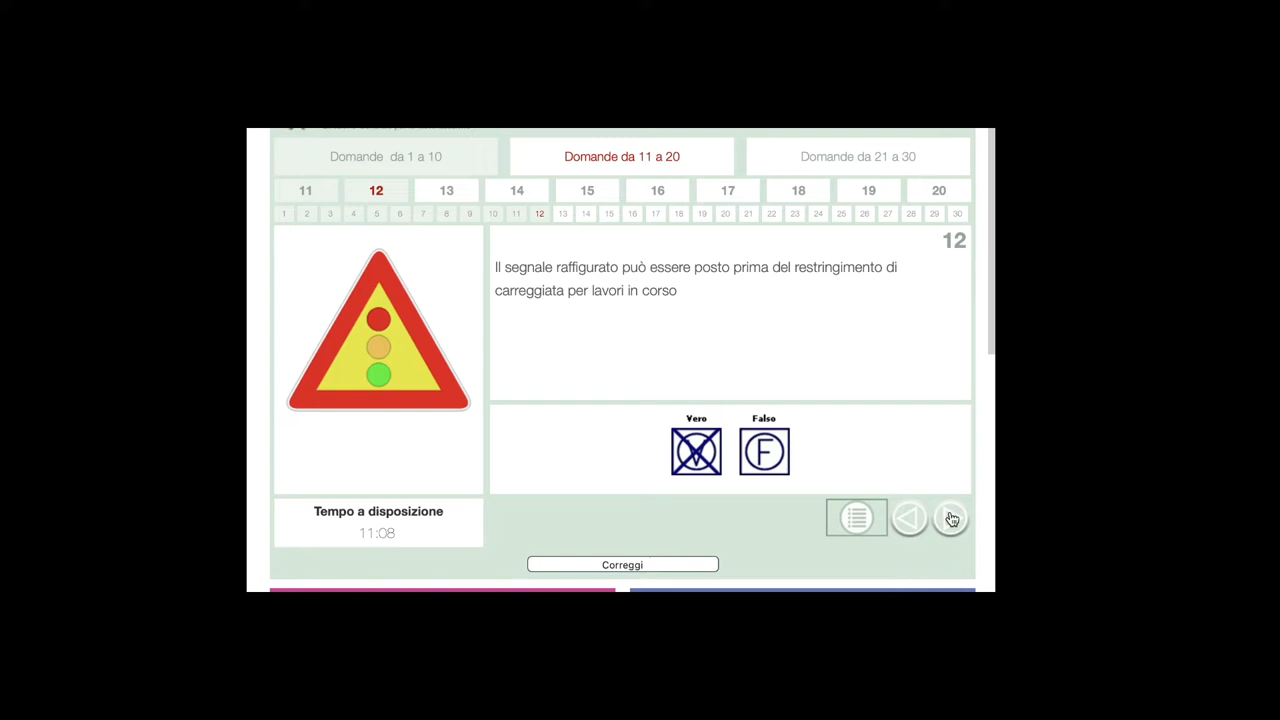 Domande da 1 a 10
Domande da 11 a 20
Domande da 21 a 30
11 12 13 14 15 16 17 18 19 20
1 2 3 4 5 6 7 8 9 10 11 12 13 14 15 16 17 18 19 20 21 22 23 24 25 26 27 28 29 30
12
Il segnale raffigurato può essere posto prima del restringimento di
carreggiata per lavori in corso
Vero Falso
V F
Tempo a disposizione
11:08
Correggi